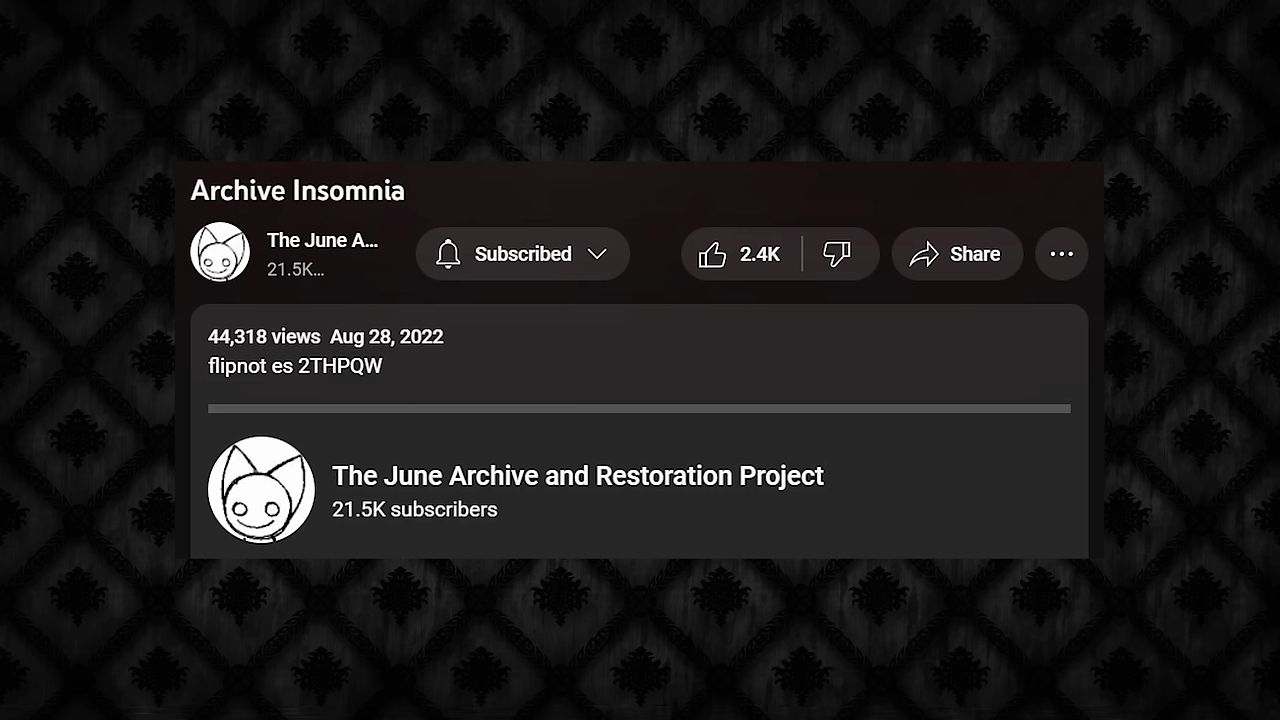 Archive Insomnia
The June A...
21.5K...
Subscribed
2.4K
Share
44,318 views Aug 28, 2022
flipnot es 2THPQW
The June Archive and Restoration Project
21.5K subscribers